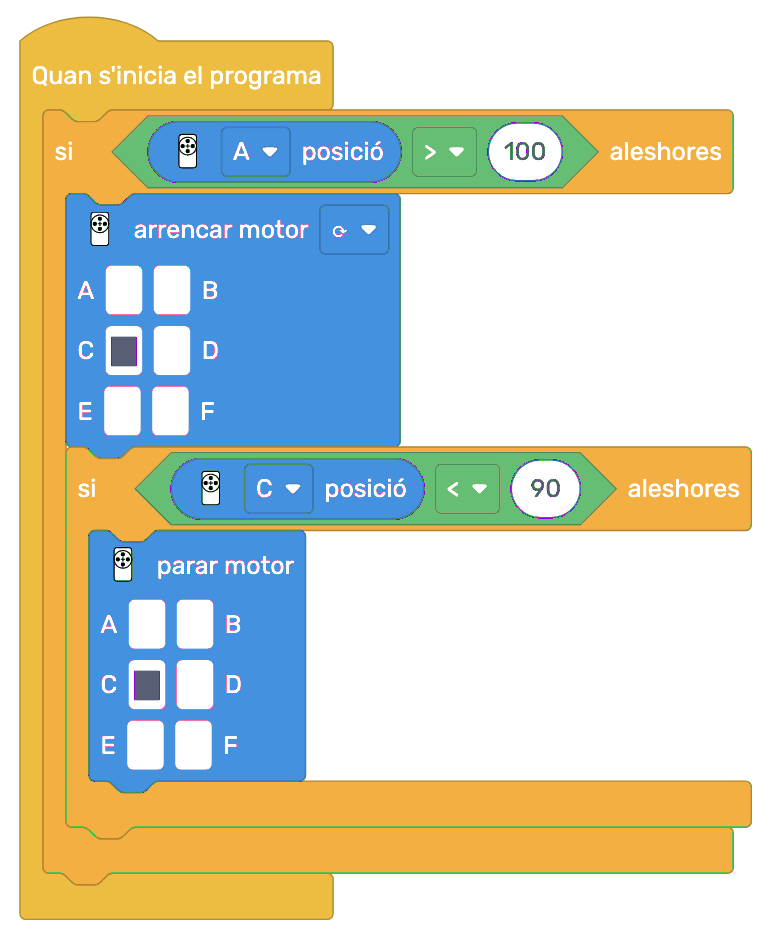 Quan s'inicia el programa
si A posició > 100 aleshores
arrencar motor
A B
C D
E F
si C posició < 90 aleshores
parar motor
A B
C D
E F